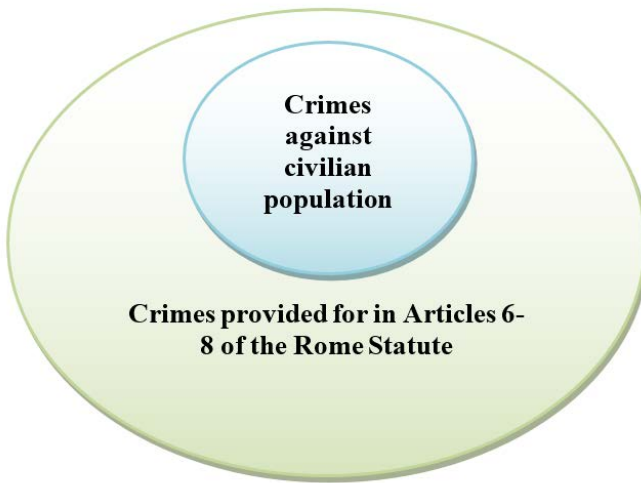 Crimes
against
civilian
population
Crimes provided for in Articles 6-
8 of the Rome Statute